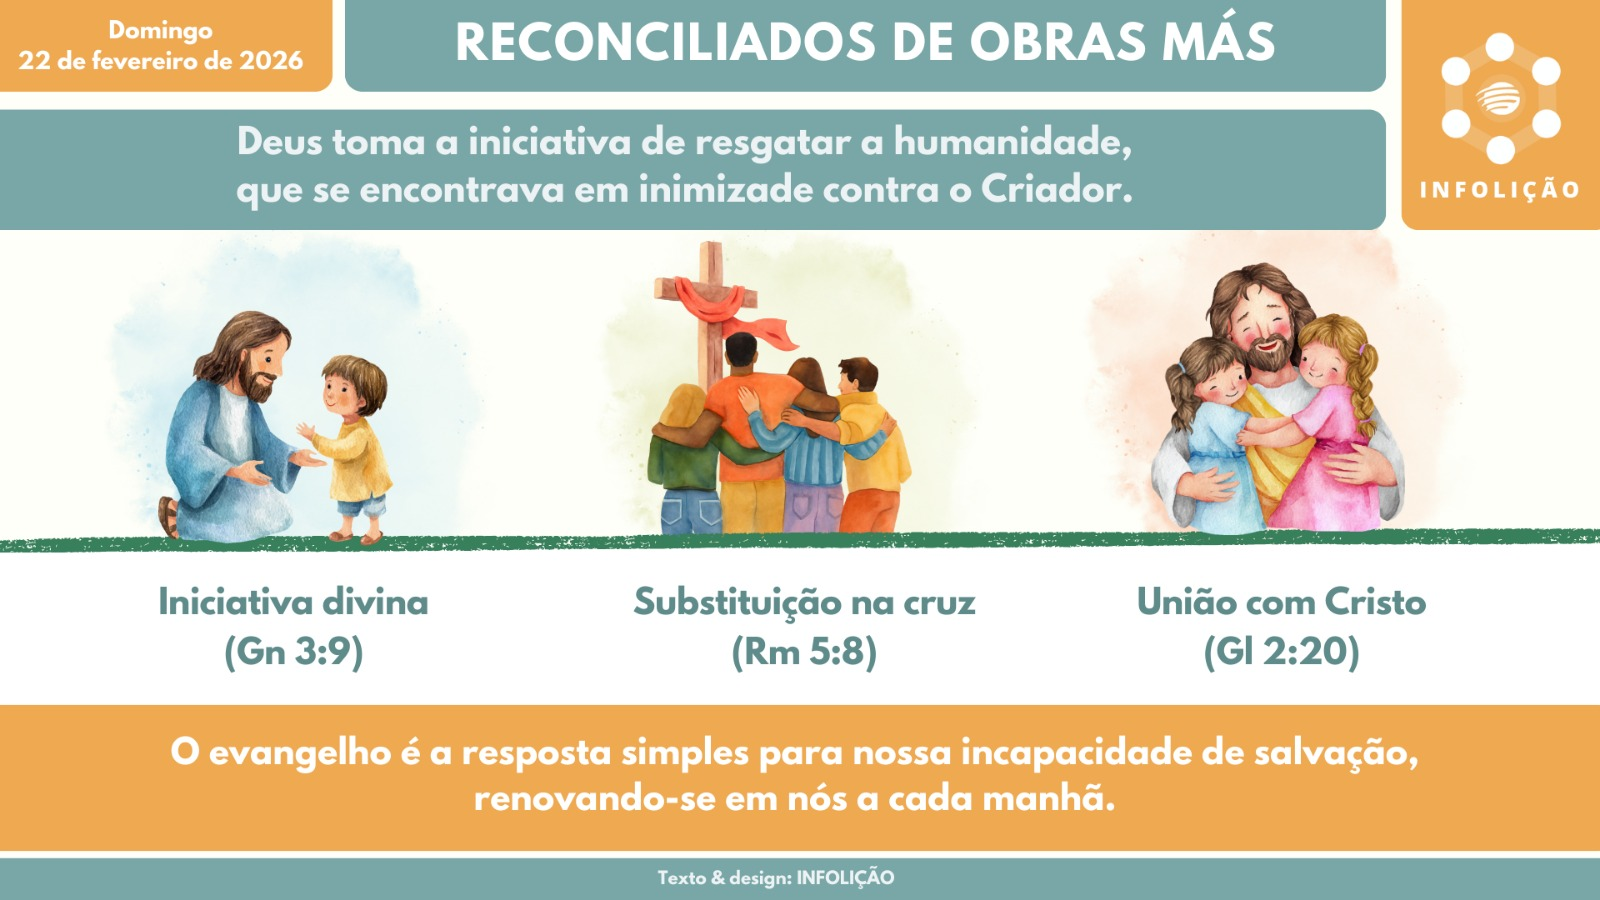 Domingo
22 de fevereiro de 2026
RECONCILIADOS DE OBRAS MÁS
INFOLIÇÃO
Deus toma a iniciativa de resgatar a humanidade,
que se encontrava em inimizade contra o Criador.
Iniciativa divina
(Gn 3:9)
Substituição na cruz
(Rm 5:8)
União com Cristo
(Gl 2:20)
O evangelho é a resposta simples para nossa incapacidade de salvação,
renovando-se em nós a cada manhã.
Texto & design: INFOLIÇÃO